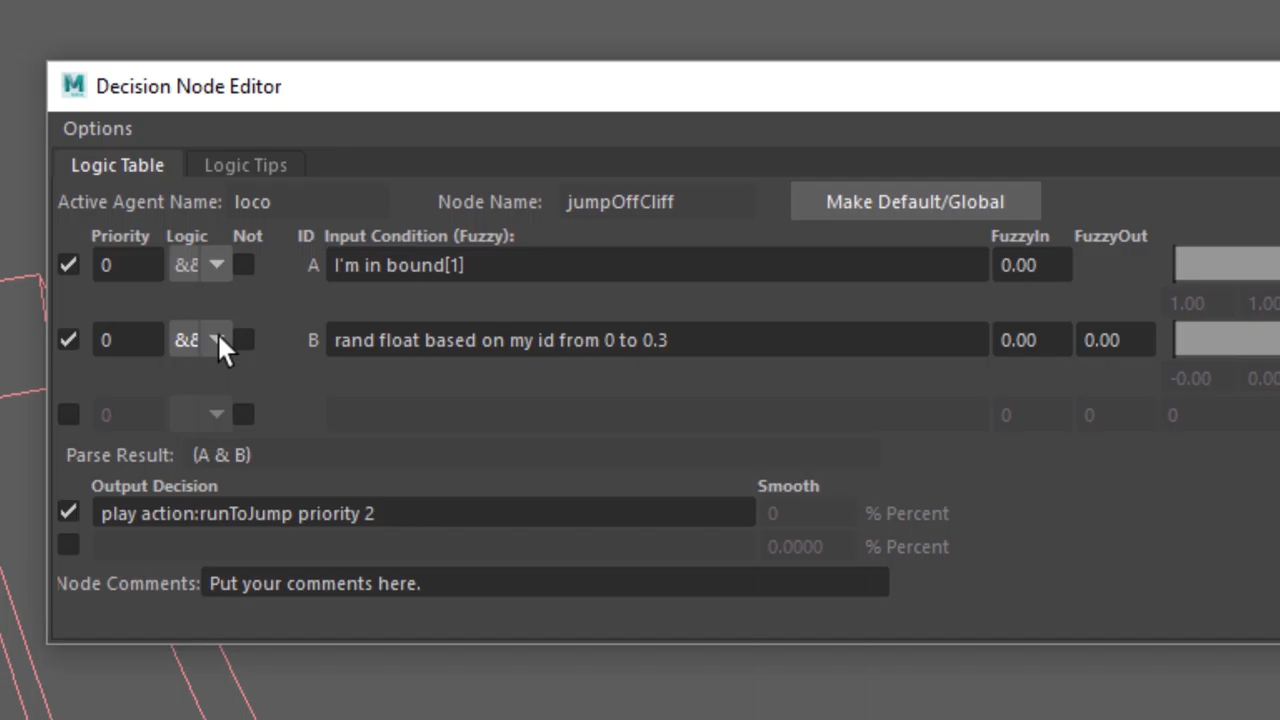 Decision Node Editor
Options
Logic Table Logic Tips
Active Agent Name: loco Node Name: jumpOffCliff Make Default/Global
Priority Logic Not ID Input Condition (Fuzzy): FuzzyIn FuzzyOut
0 && A I'm in bound[1] 0.00
1.00 1.00
0 && B rand float based on my id from 0 to 0.3 0.00 0.00
-0.00 0.00
0 0 0 0
Parse Result: (A & B)
Output Decision Smooth
play action:runToJump priority 2 0 % Percent
0.0000 % Percent
Node Comments: Put your comments here.